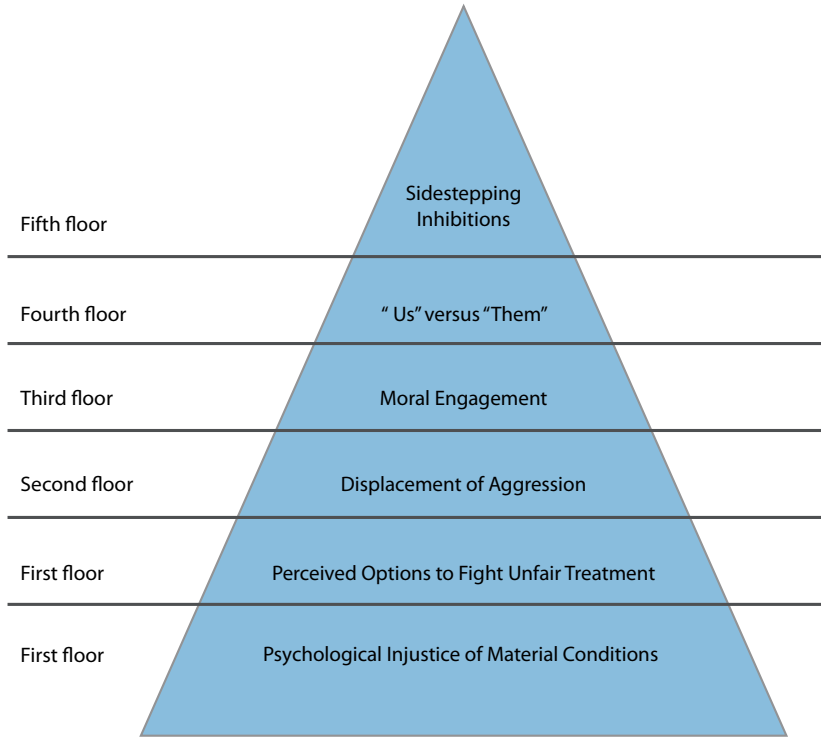 Sidestepping
Inhibitions
Fifth floor
Fourth floor
“ Us” versus “Them”
Third floor
Moral Engagement
Second floor
Displacement of Aggression
First floor
Perceived Options to Fight Unfair Treatment
First floor
Psychological Injustice of Material Conditions